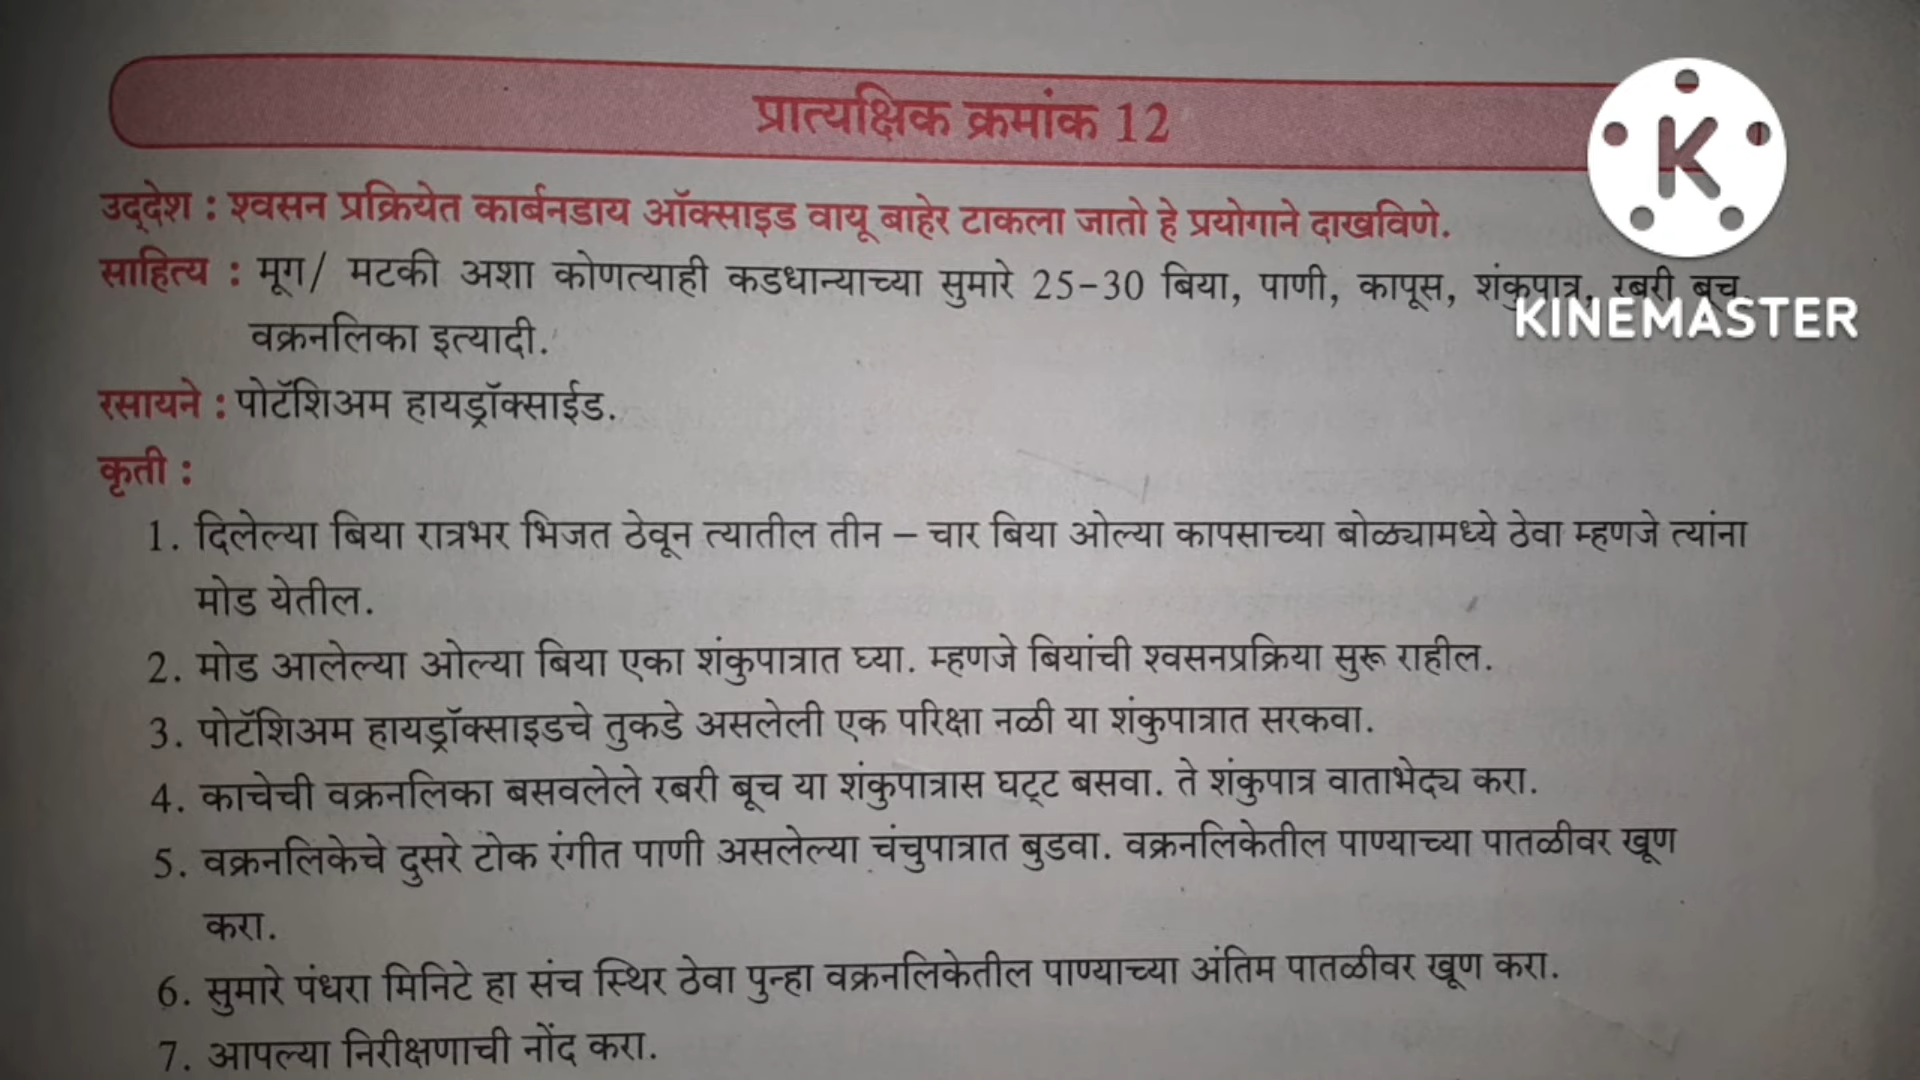 प्रात्यक्षिक क्रमांक 12
उद्‌देश : श्वसन प्रक्रियेत कार्बनडाय ऑक्साइड वायू बाहेर टाकला जातो हे प्रयोगाने दाखविणे.
साहित्य : मूग/ मटकी अशा कोणत्याही कडधान्याच्या सुमारे 25-30 बिया, पाणी, कापूस, शंकुपात्र, रबरी बूच
वक्रनलिका इत्यादी.
रसायने : पोटॅशिअम हायड्रॉक्साईड.
कृती :
1. दिलेल्या बिया रात्रभर भिजत ठेवून त्यातील तीन – चार बिया ओल्या कापसाच्या बोळ्यामध्ये ठेवा म्हणजे त्यांना
मोड येतील.
2. मोड आलेल्या ओल्या बिया एका शंकुपात्रात घ्या. म्हणजे बियांची श्वसनप्रक्रिया सुरू राहील.
3. पोटॅशिअम हायड्रॉक्साइडचे तुकडे असलेली एक परिक्षा नळी या शंकुपात्रात सरकवा.
4. काचेची वक्रनलिका बसवलेले रबरी बूच या शंकुपात्रास घट्‌ट बसवा. ते शंकुपात्र वाताभेद्य करा.
5. वक्रनलिकेचे दुसरे टोक रंगीत पाणी असलेल्या चंचुपात्रात बुडवा. वक्रनलिकेतील पाण्याच्या पातळीवर खूण
करा.
6. सुमारे पंधरा मिनिटे हा संच स्थिर ठेवा पुन्हा वक्रनलिकेतील पाण्याच्या अंतिम पातळीवर खूण करा.
7. आपल्या निरीक्षणाची नोंद करा.
K
KINEMASTER